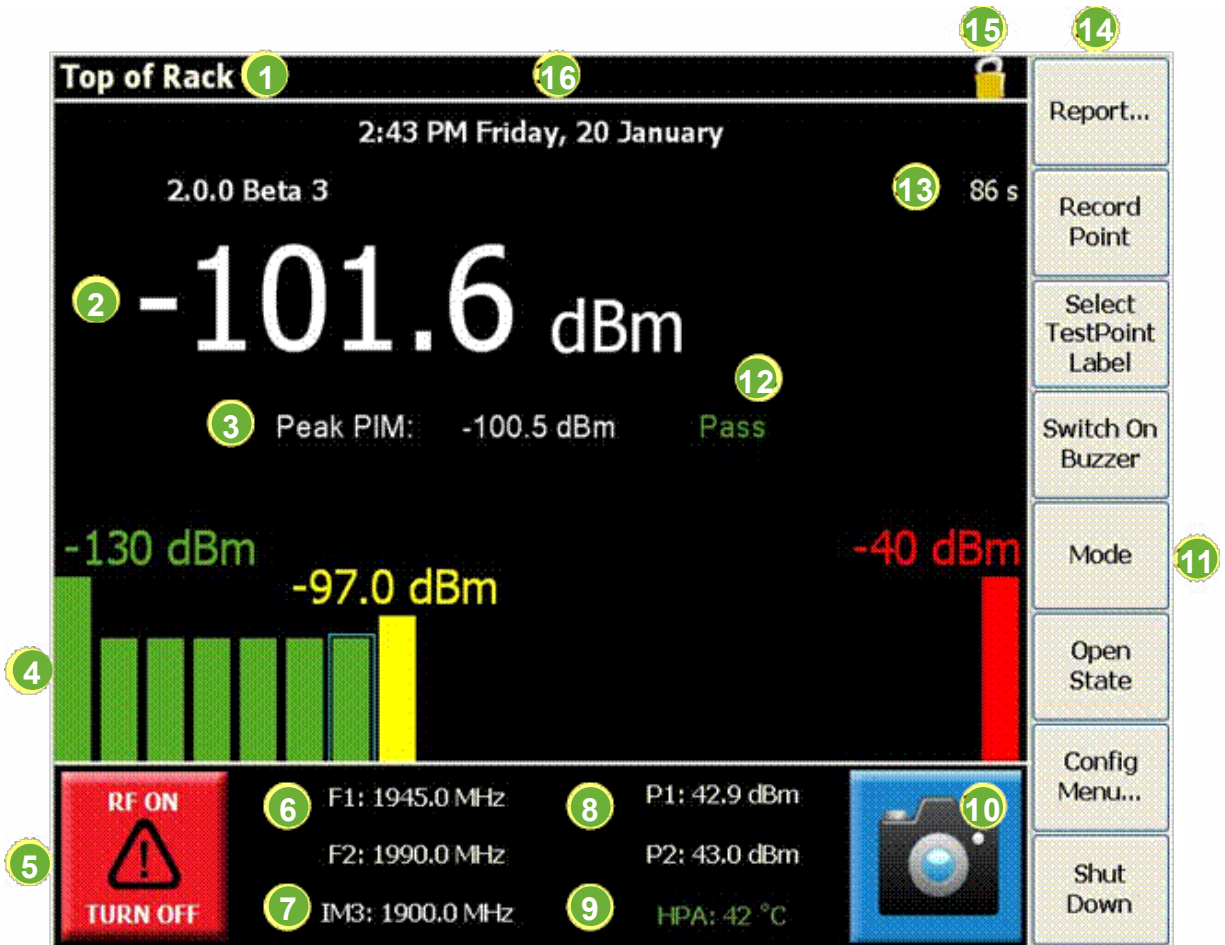 15 14
Top of Rack 1 16
Report...
2:43 PM Friday, 20 January
2.0.0 Beta 3
13 86 s
Record
Point
2 -101.6 dBm
Select
TestPoint
Label
12
3 Peak PIM: -100.5 dBm Pass
Switch On
Buzzer
-130 dBm
-97.0 dBm
-40 dBm
Mode 11
4
Open
State
Config
Menu...
RF ON
TURN OFF
5
6 F1: 1945.0 MHz
F2: 1990.0 MHz
7 IM3: 1900.0 MHz
8 P1: 42.9 dBm
P2: 43.0 dBm
9 HPA: 42 °C
10
Shut
Down